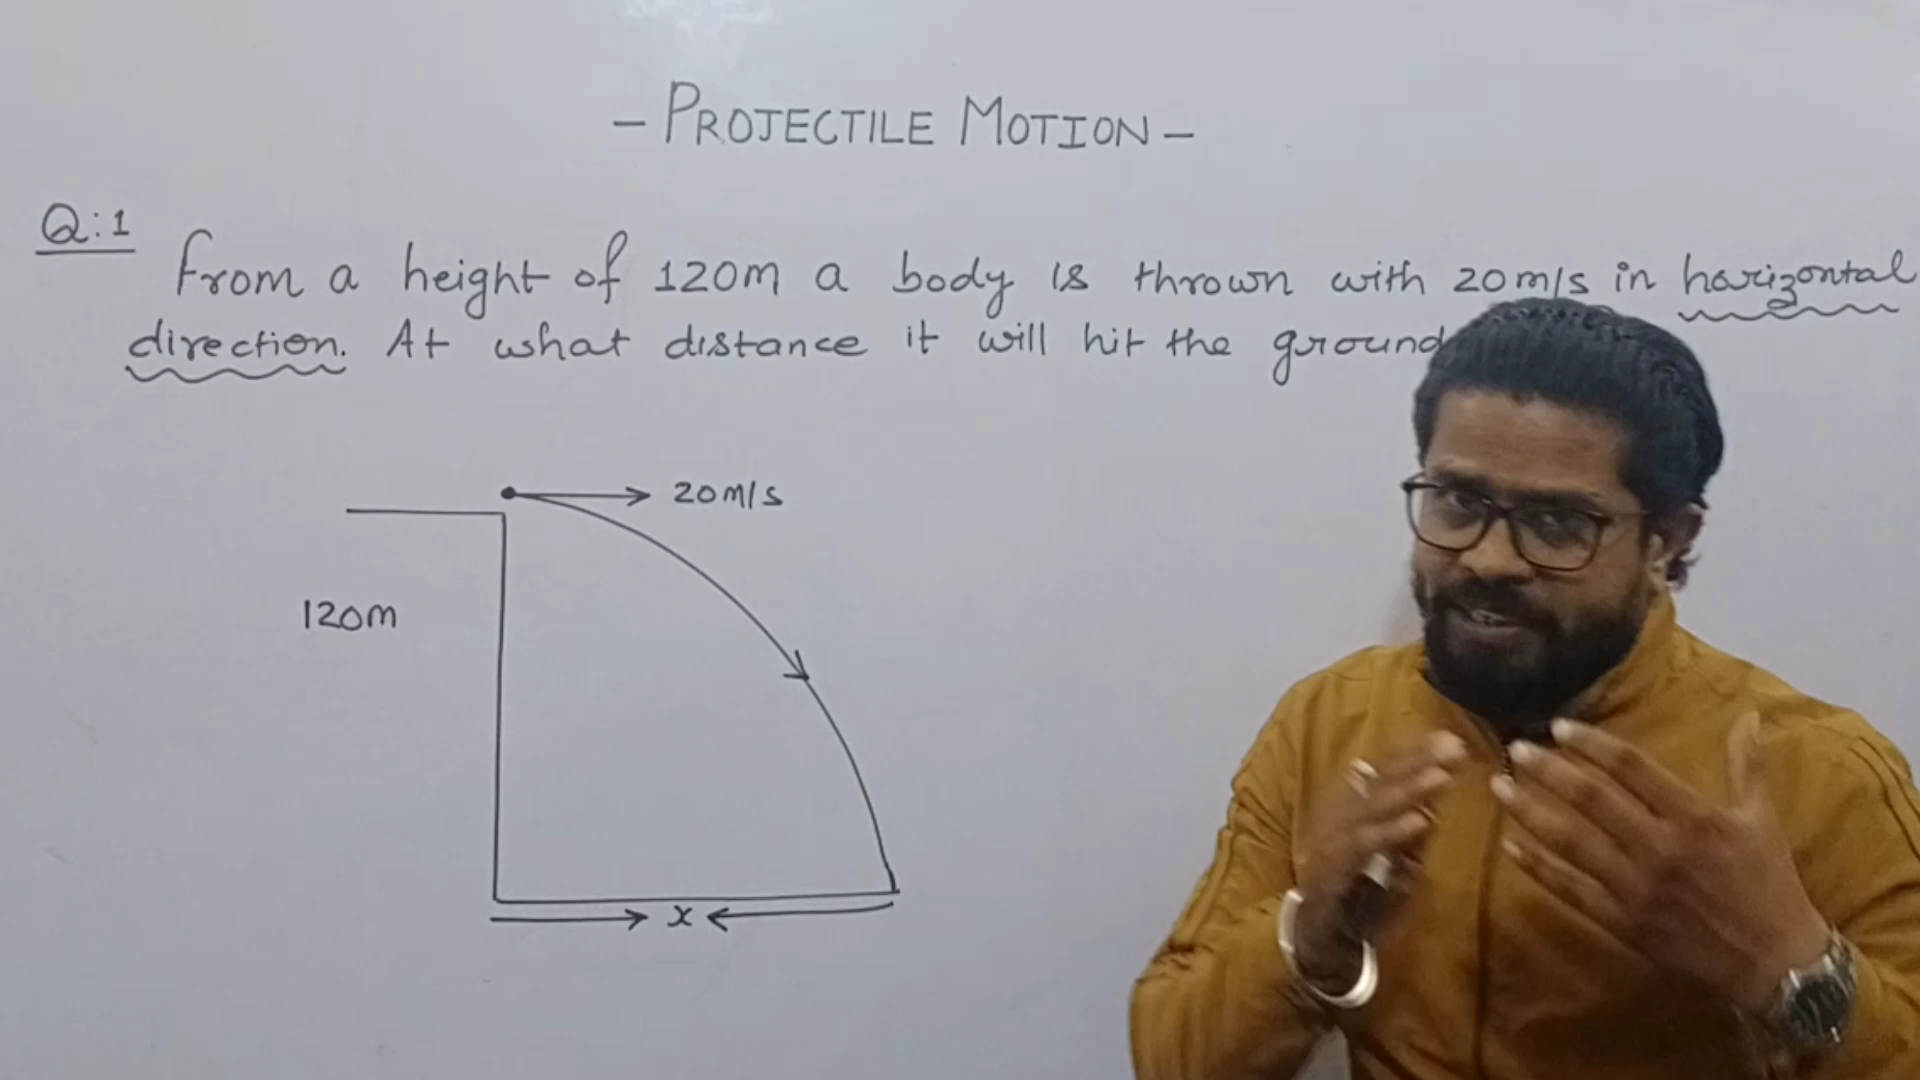 - PROJECTILE MOTION -
Q:1
From a height of 120m a body is thrown with 20m/s in horizontal
direction. At what distance it will hit the ground
20m/s
120m
x